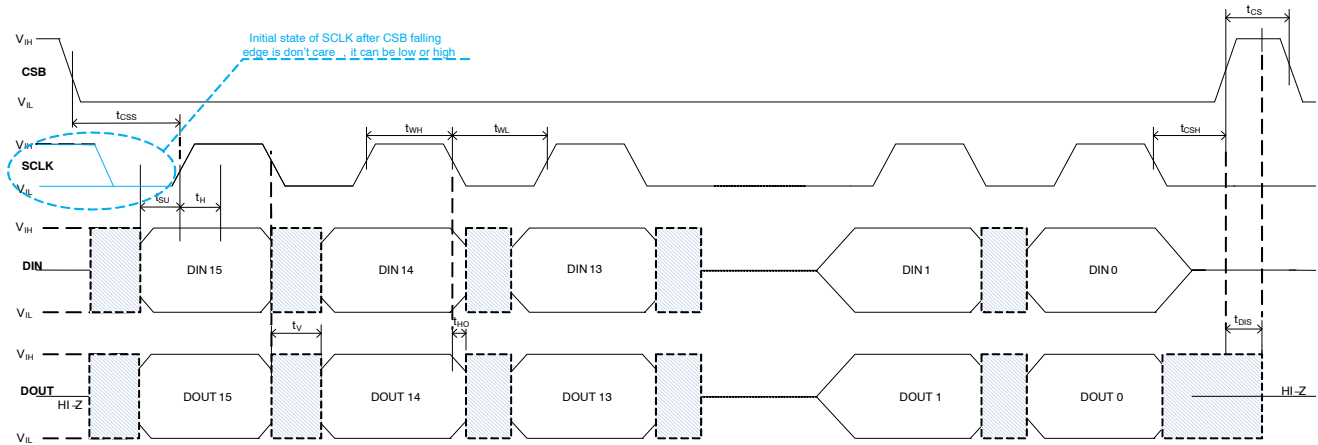 tCS
Initial state of SCLK after CSB falling
edge is don't care , it can be low or high
VIH
CSB
VIL
tCSS
tWH
tWL
tCSH
VIH
SCLK
VIL
tSU
tH
VIH
DIN
VIL
DIN 15
DIN 14
DIN 13
DIN 1
DIN 0
tV
tHO
tDIS
VIH
DOUT
HI-Z
VIL
DOUT 15
DOUT 14
DOUT 13
DOUT 1
DOUT 0
HI-Z